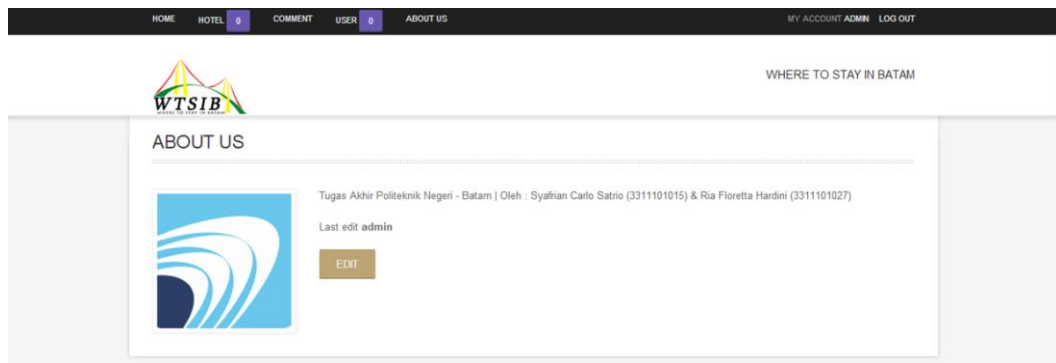 HOME HOTEL 0 COMMENT USER 0 ABOUT US MY ACCOUNT ADMIN LOG OUT
WTSIB
WHERE TO STAY IN BATAM
WHERE TO STAY IN BATAM
ABOUT US
Tugas Akhir Politeknik Negeri - Batam | Oleh : Syafrian Carlo Satrio (3311101015) & Ria Floretta Hardini (3311101027)
Last edit admin
EDIT